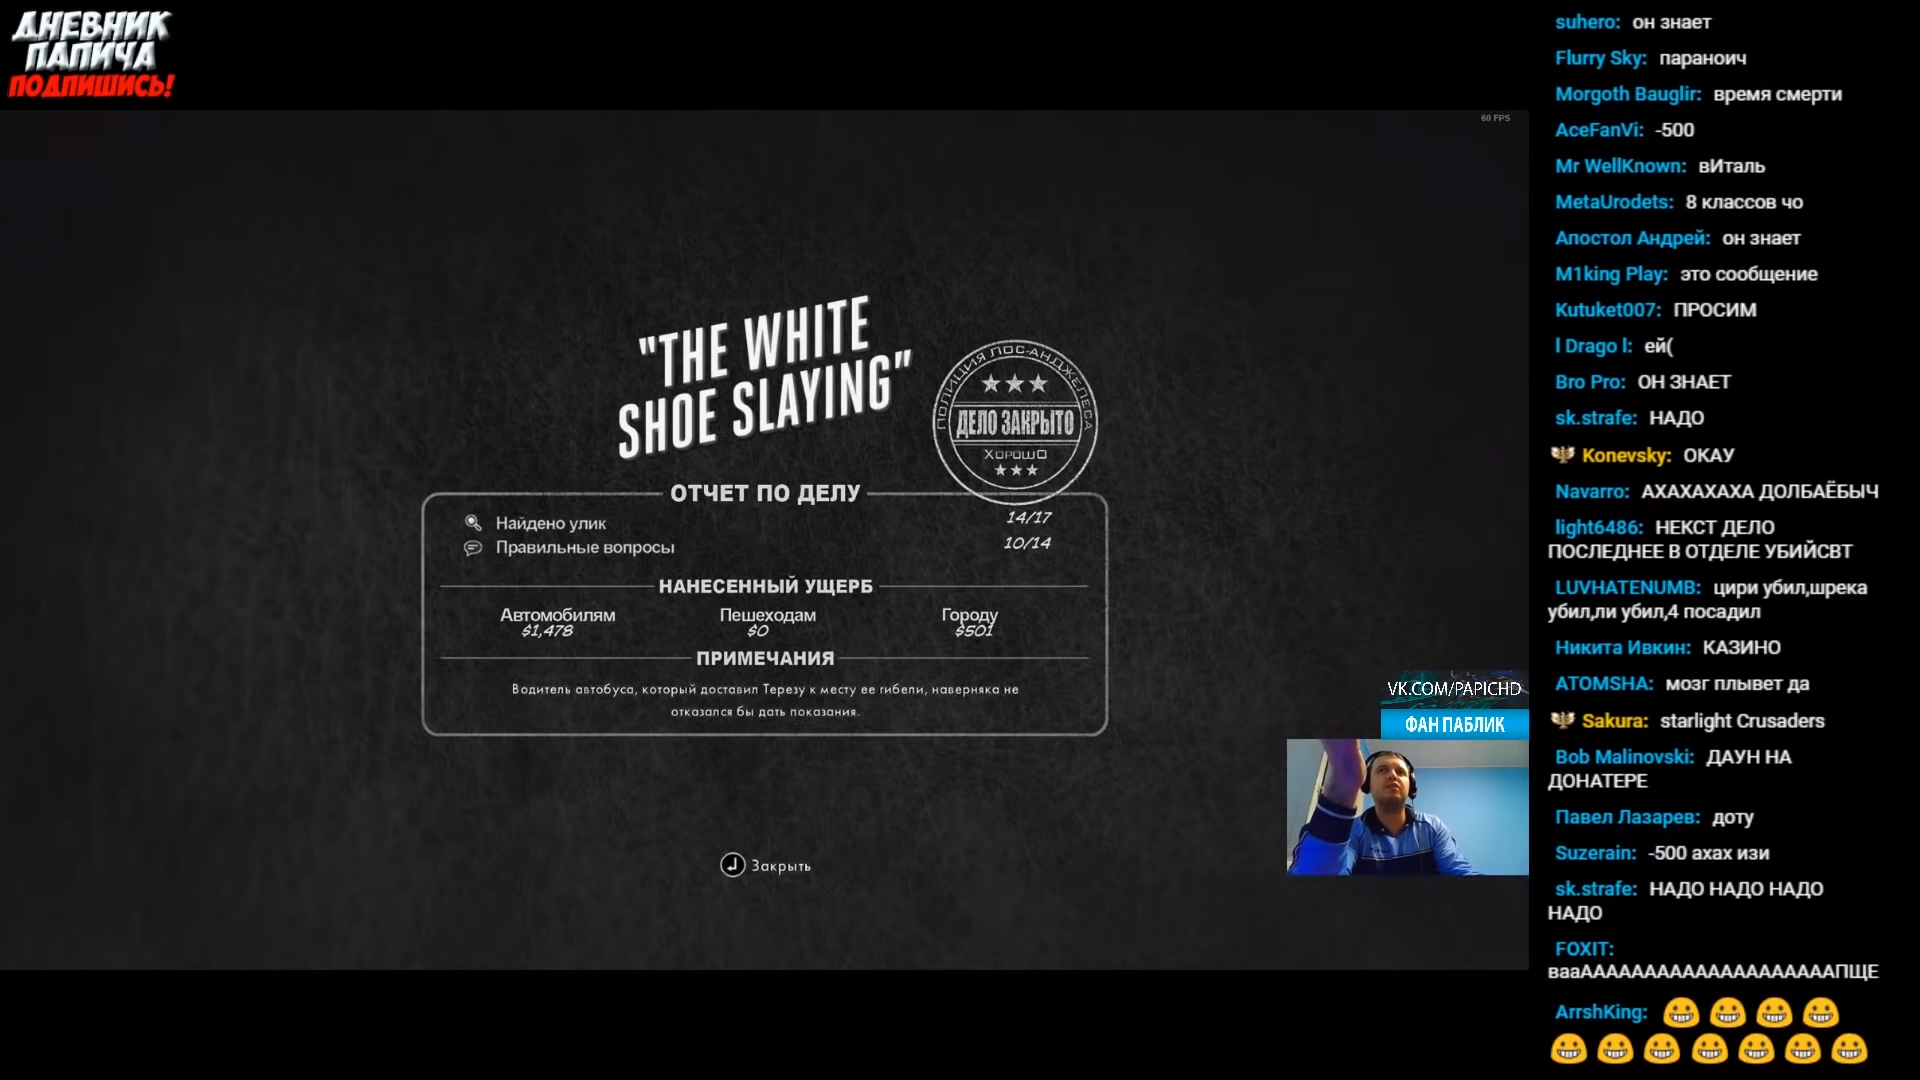 ДНЕВНИК
ПАПИЧА
ПОДПИШИСЬ!
60 FPS
"THE WHITE
SHOE SLAYING"
ПОЛИЦИЯ ЛОС-АНДЖЕЛЕСА
ДЕЛО ЗАКРЫТО
ХОРОШО
ОТЧЕТ ПО ДЕЛУ
Найдено улик 14/17
Правильные вопросы 10/14
НАНЕСЕННЫЙ УЩЕРБ
Автомобилям Пешеходам Городу
$1,478 $0 $501
ПРИМЕЧАНИЯ
Водитель автобуса, который доставил Терезу к месту ее гибели, наверняка не
отказался бы дать показания.
Закрыть
VK.COM/PAPICHD
ФАН ПАБЛИК
suhero: он знает
Flurry Sky: параноич
Morgoth Bauglir: время смерти
AceFanVi: -500
Mr WellKnown: вИталь
MetaUrodets: 8 классов чо
Апостол Андрей: он знает
M1king Play: это сообщение
Kutuket007: ПРОСИМ
l Drago l: ей(
Bro Pro: ОН ЗНАЕТ
sk.strafe: НАДО
Konevsky: ОКАУ
Navarro: АХАХАХАХА ДОЛБАЁБЫЧ
light6486: НЕКСТ ДЕЛО
ПОСЛЕДНЕЕ В ОТДЕЛЕ УБИЙСВТ
LUVHATENUMB: цири убил,шрека
убил,ли убил,4 посадил
Никита Ивкин: КАЗИНО
ATOMSHA: мозг плывет да
Sakura: starlight Crusaders
Bob Malinovski: ДАУН НА
ДОНАТЕРЕ
Павел Лазарев: доту
Suzerain: -500 ахах изи
sk.strafe: НАДО НАДО НАДО
НАДО
FOXIT:
вааААААААААААААААААААПЩЕ
ArrshKing: